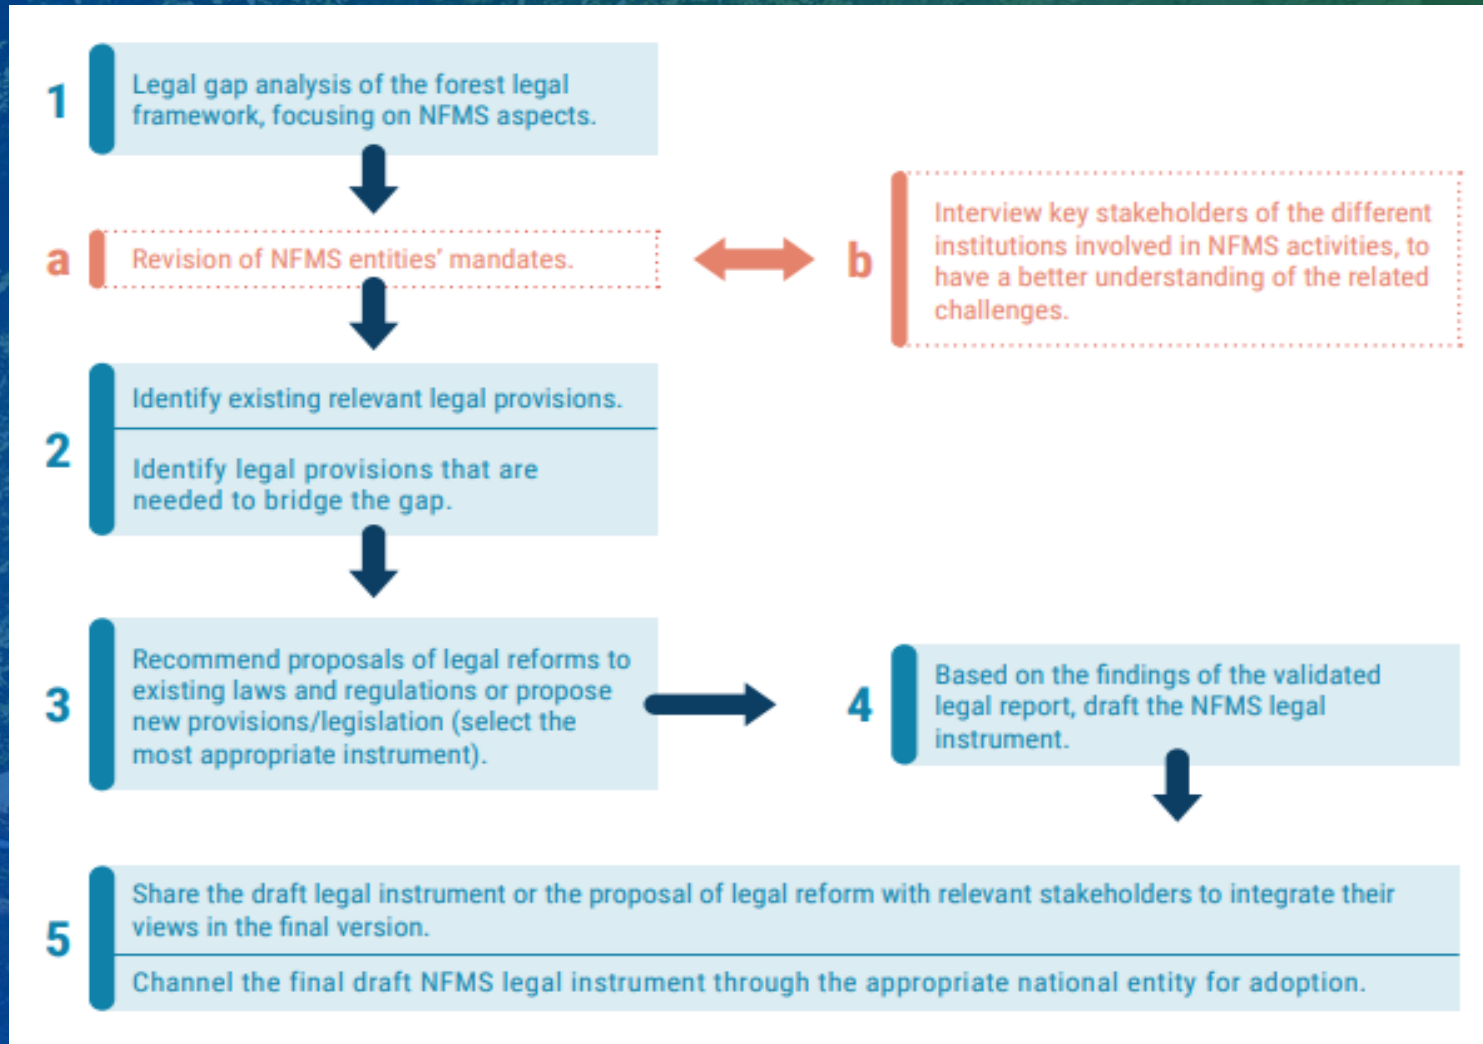 1
Legal gap analysis of the forest legal
framework, focusing on NFMS aspects.
a
Revision of NFMS entities’ mandates.
b
Interview key stakeholders of the different
institutions involved in NFMS activities, to
have a better understanding of the related
challenges.
2
Identify existing relevant legal provisions.
Identify legal provisions that are
needed to bridge the gap.
3
Recommend proposals of legal reforms to
existing laws and regulations or propose
new provisions/legislation (select the
most appropriate instrument).
4
Based on the findings of the validated
legal report, draft the NFMS legal
instrument.
5
Share the draft legal instrument or the proposal of legal reform with relevant stakeholders to integrate their
views in the final version.
Channel the final draft NFMS legal instrument through the appropriate national entity for adoption.